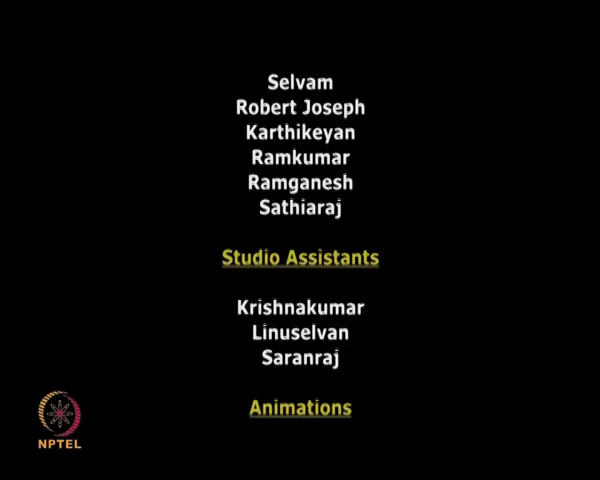 Selvam
Robert Joseph
Karthikeyan
Ramkumar
Ramganesh
Sathiaraj
Studio Assistants
Krishnakumar
Linuselvan
Saranraj
Animations
NPTEL